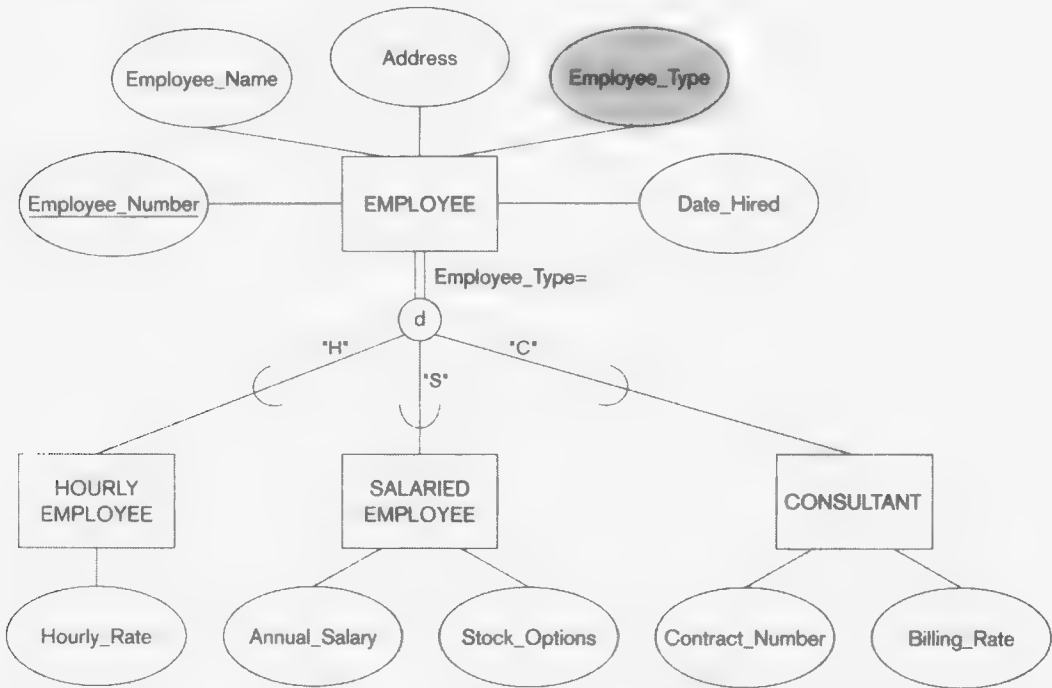 Address
Employee_Name
Employee_Type
Employee_Number
EMPLOYEE
Date_Hired
Employee_Type=
d
"H"
"S"
"C"
HOURLY
EMPLOYEE
SALARIED
EMPLOYEE
CONSULTANT
Hourly_Rate
Annual_Salary
Stock_Options
Contract_Number
Billing_Rate